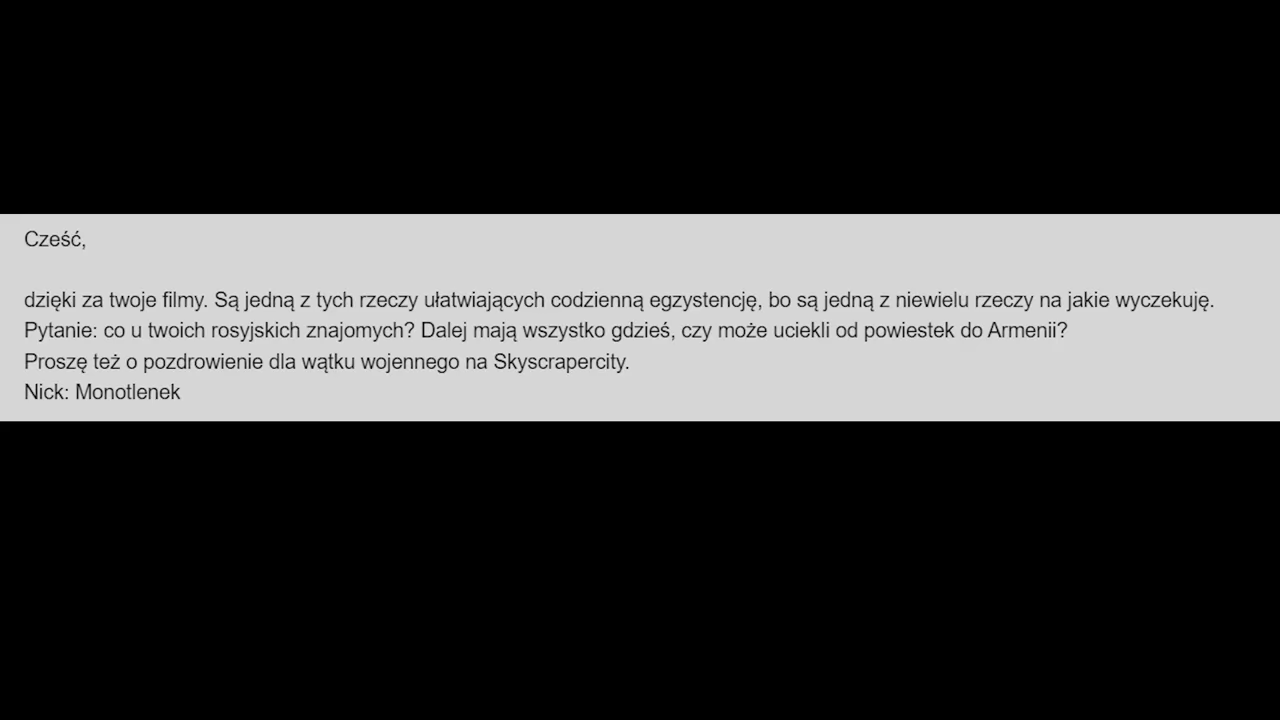 Cześć,
dzięki za twoje filmy. Są jedną z tych rzeczy ułatwiających codzienną egzystencję, bo są jedną z niewielu rzeczy na jakie wyczekuję.
Pytanie: co u twoich rosyjskich znajomych? Dalej mają wszystko gdzieś, czy może uciekli od powiestek do Armenii?
Proszę też o pozdrowienie dla wątku wojennego na Skyscrapercity.
Nick: Monotlenek